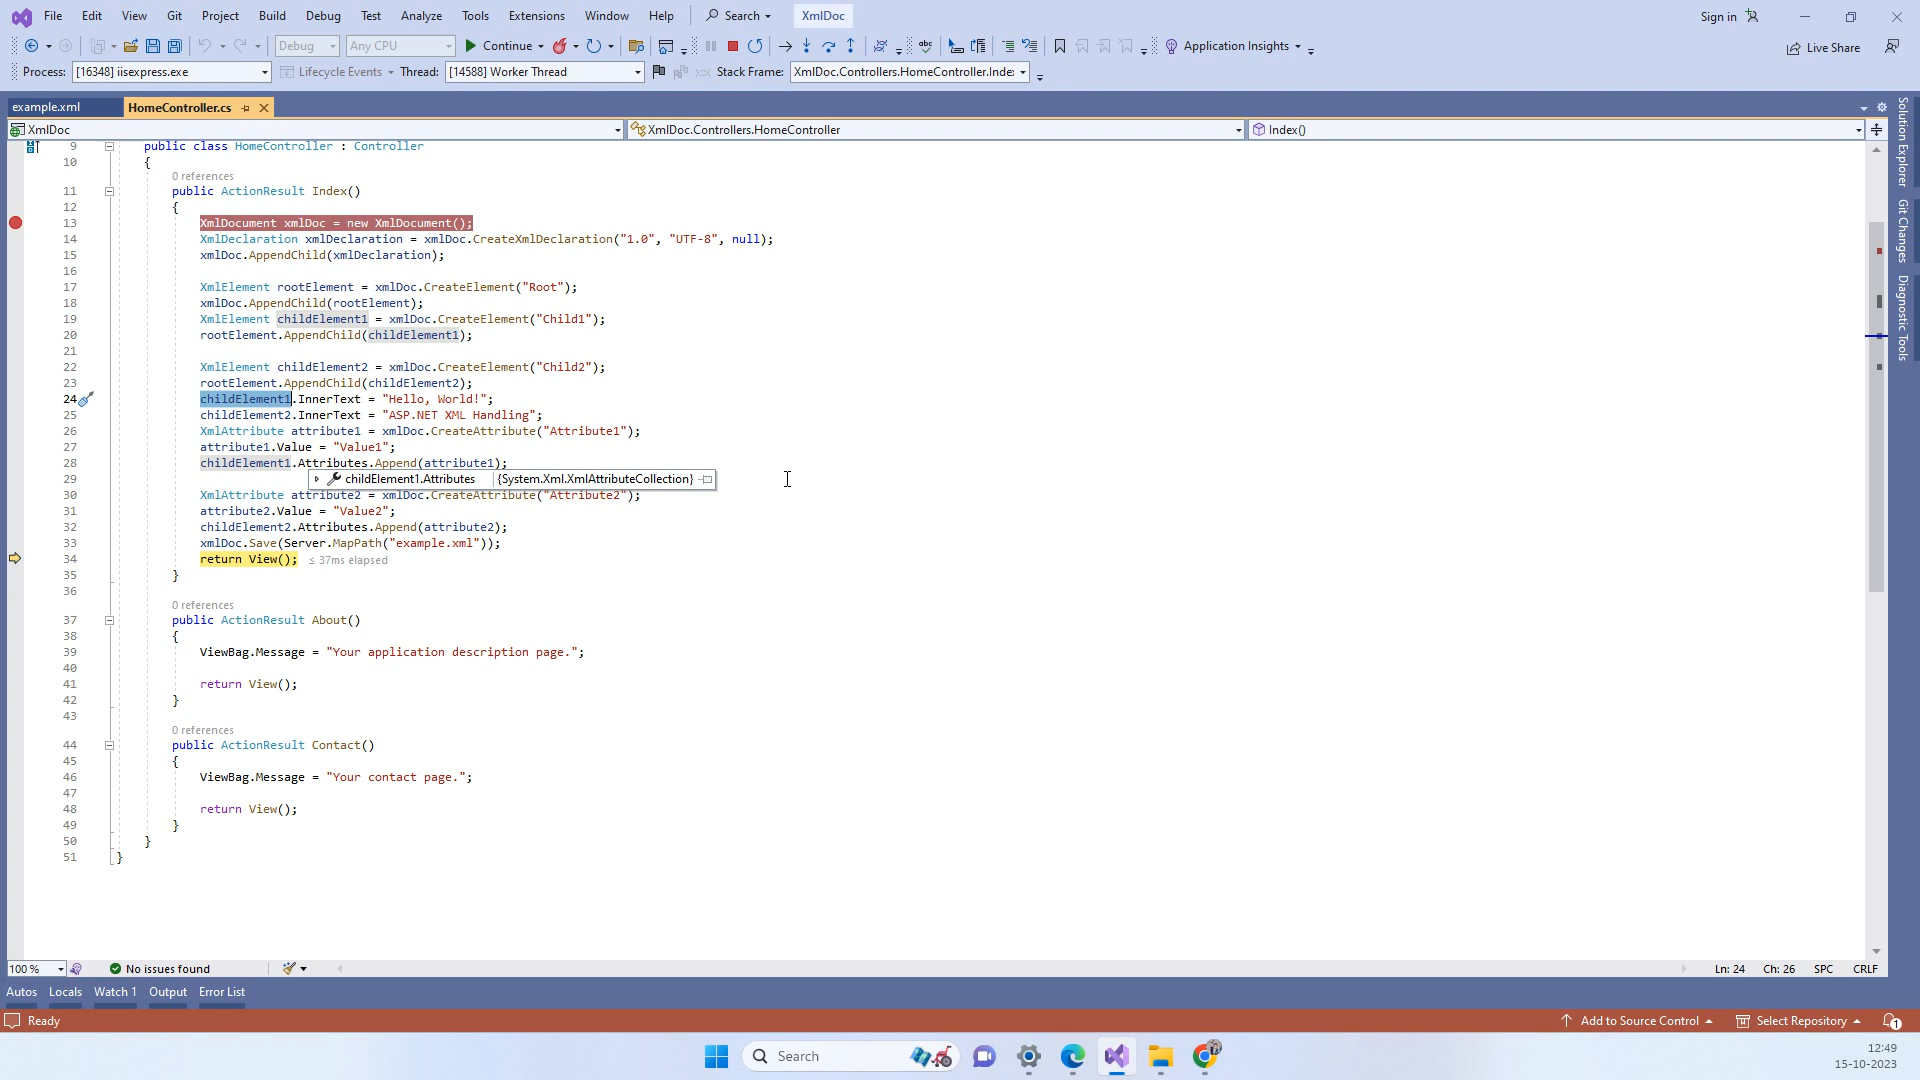 File Edit View Git Project Build Debug Test Analyze Tools Extensions Window Help Search XmlDoc Sign in
Debug Any CPU Continue Application Insights Live Share
Process: [16348] iisexpress.exe Lifecycle Events Thread: [14588] Worker Thread Stack Frame: XmlDoc.Controllers.HomeController.Index
example.xml HomeController.cs
XmlDoc XmlDoc.Controllers.HomeController Index()
9 public class HomeController : Controller
10 {
0 references
11 public ActionResult Index()
12 {
13 XmlDocument xmlDoc = new XmlDocument();
14 XmlDeclaration xmlDeclaration = xmlDoc.CreateXmlDeclaration("1.0", "UTF-8", null);
15 xmlDoc.AppendChild(xmlDeclaration);
16
17 XmlElement rootElement = xmlDoc.CreateElement("Root");
18 xmlDoc.AppendChild(rootElement);
19 XmlElement childElement1 = xmlDoc.CreateElement("Child1");
20 rootElement.AppendChild(childElement1);
21
22 XmlElement childElement2 = xmlDoc.CreateElement("Child2");
23 rootElement.AppendChild(childElement2);
24 childElement1.InnerText = "Hello, World!";
25 childElement2.InnerText = "ASP.NET XML Handling";
26 XmlAttribute attribute1 = xmlDoc.CreateAttribute("Attribute1");
27 attribute1.Value = "Value1";
28 childElement1.Attributes.Append(attribute1);
29 childElement1.Attributes {System.Xml.XmlAttributeCollection}
30 XmlAttribute attribute2 = xmlDoc.CreateAttribute("Attribute2");
31 attribute2.Value = "Value2";
32 childElement2.Attributes.Append(attribute2);
33 xmlDoc.Save(Server.MapPath("example.xml"));
34 return View(); ≤ 37ms elapsed
35 }
36
0 references
37 public ActionResult About()
38 {
39 ViewBag.Message = "Your application description page.";
40
41 return View();
42 }
43
0 references
44 public ActionResult Contact()
45 {
46 ViewBag.Message = "Your contact page.";
47
48 return View();
49 }
50 }
51 }
Solution Explorer
Git Changes
Diagnostic Tools
100 % No issues found Ln: 24 Ch: 26 SPC CRLF
Autos Locals Watch 1 Output Error List
Ready Add to Source Control Select Repository 1
Search
12:49
15-10-2023